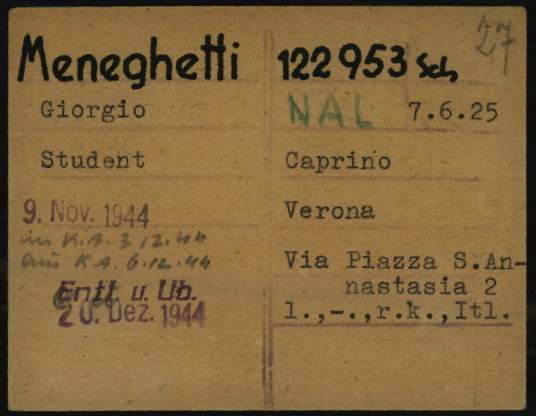 27
Meneghetti 122953 Sch
Giorgio NAL 7.6.25
Student Caprino
9. Nov. 1944 Verona
in K.A. 3.12.44
aus K.A. 6.12.44 Via Piazza S.An-
Entl. u. Ub. nastasia 2
20. Dez. 1944 l.,-.,r.k.,Itl.